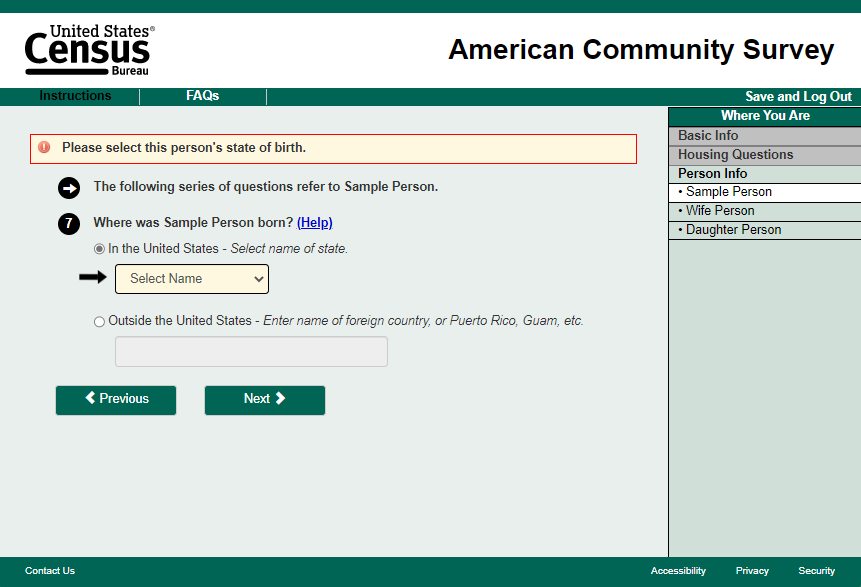 United States®
Census
Bureau
American Community Survey
Instructions
FAQs
Save and Log Out
Where You Are
Basic Info
Housing Questions
Person Info
• Sample Person
• Wife Person
• Daughter Person
Please select this person's state of birth.
The following series of questions refer to Sample Person.
7 Where was Sample Person born? (Help)
In the United States - Select name of state.
Select Name
Outside the United States - Enter name of foreign country, or Puerto Rico, Guam, etc.
Previous
Next
Contact Us
Accessibility
Privacy
Security